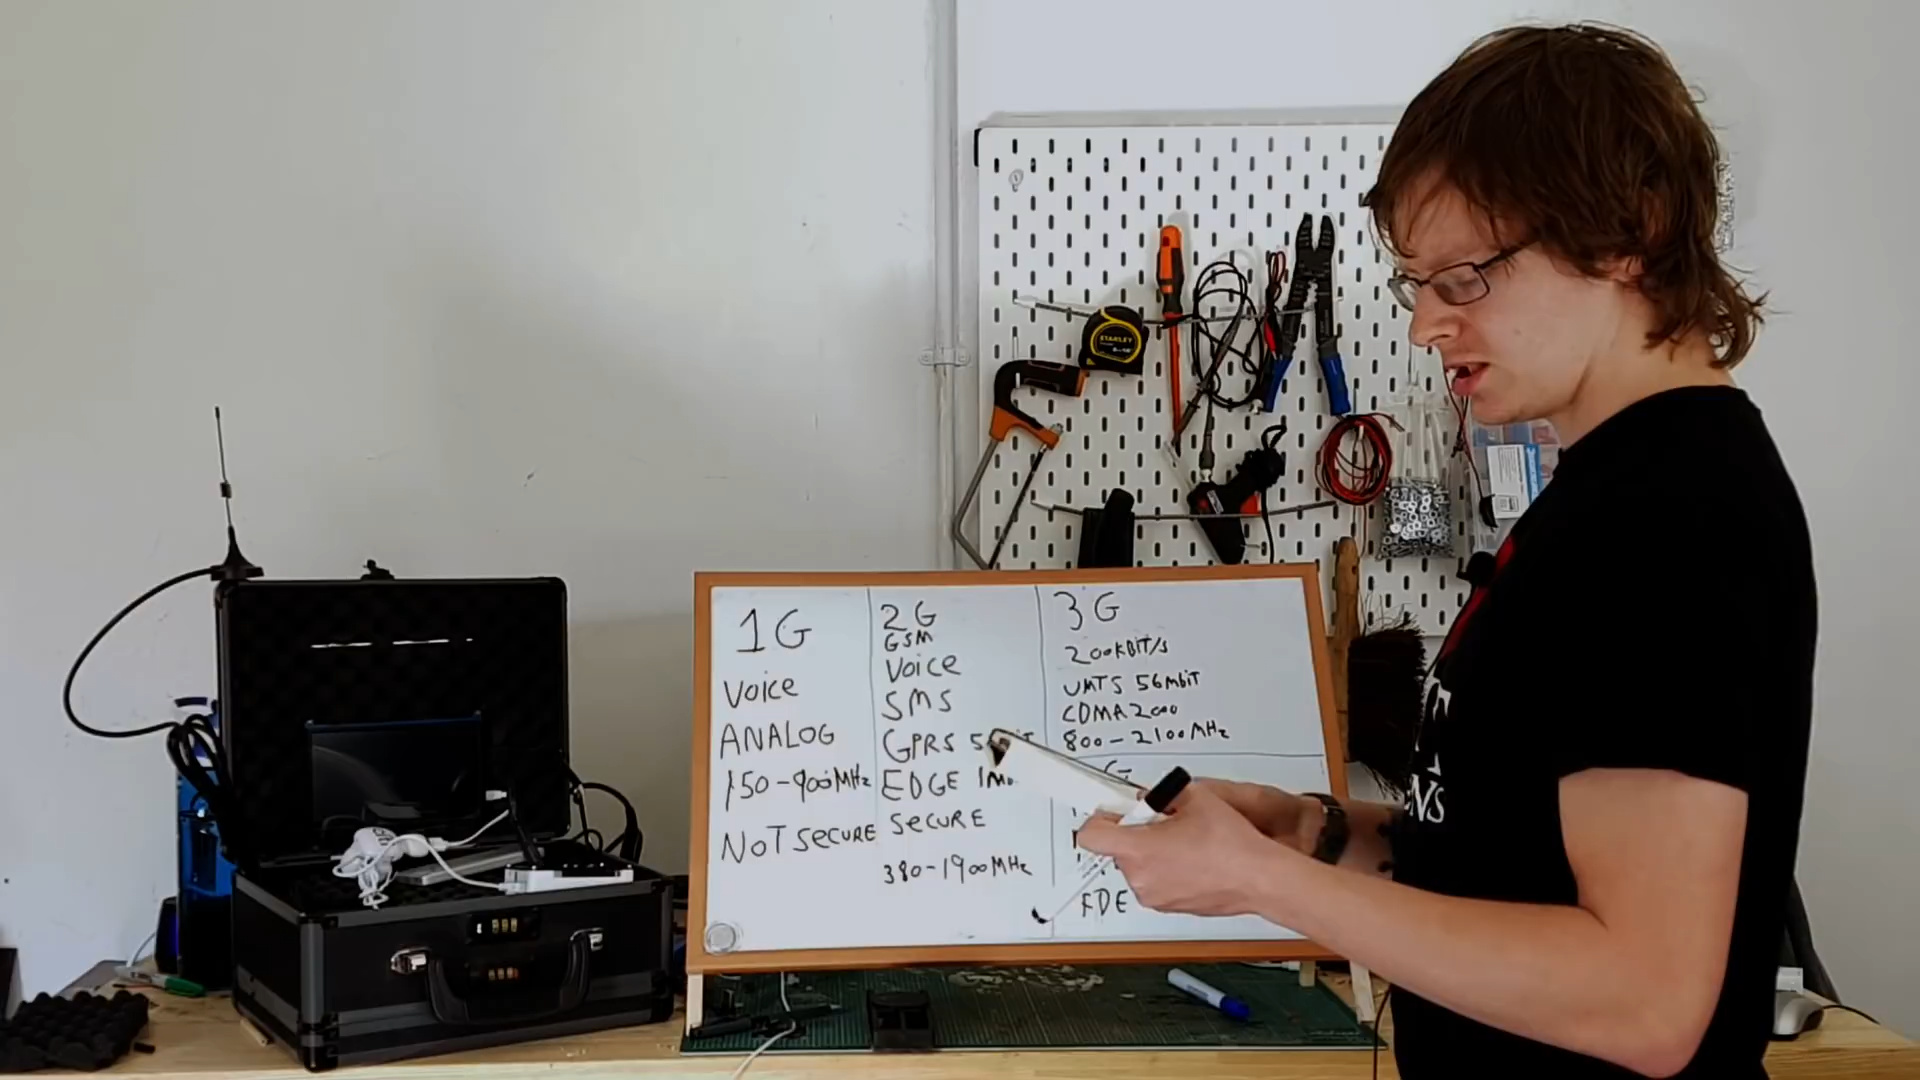 1G
VOICE
ANALOG
150-900MHz
NOT SECURE
2G
GSM
VOICE
SMS
GPRS
EDGE
SECURE
380-1900MHz
3G
200KBIT/S
UMTS 56MBIT
CDMA2000
800-2100MHz
STANLEY